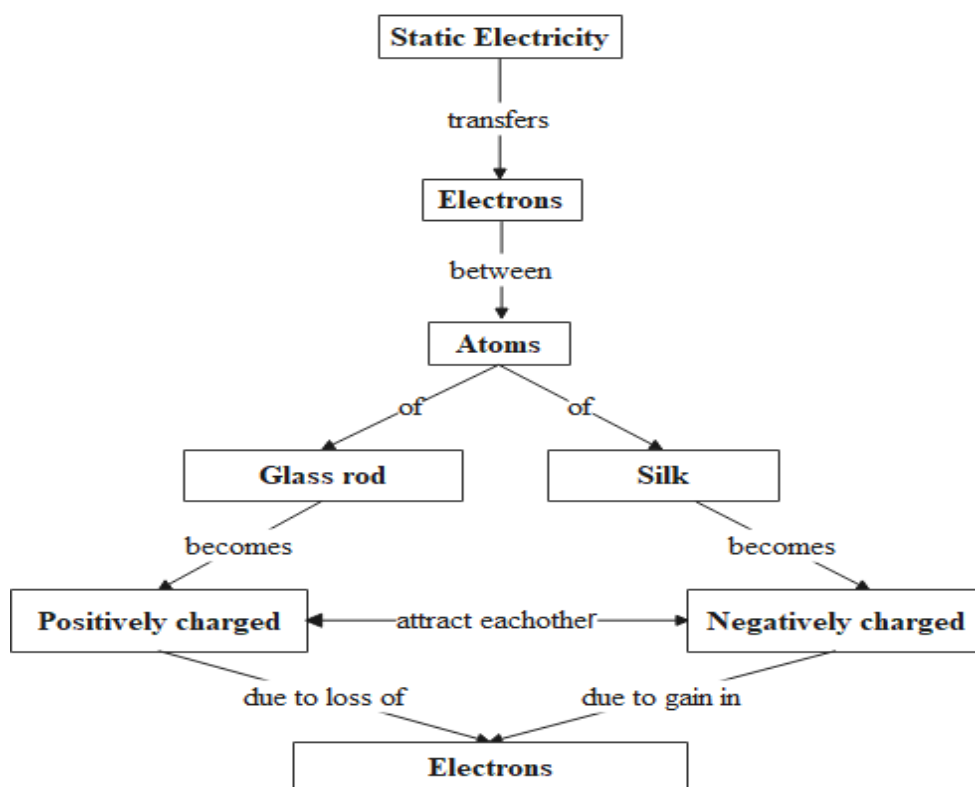 Static Electricity
transfers
Electrons
between
Atoms
of of
Glass rod Silk
becomes becomes
Positively charged attract eachother Negatively charged
due to loss of due to gain in
Electrons